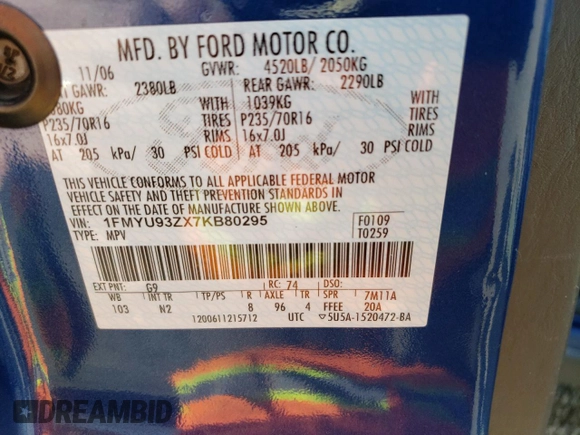 MFD. BY FORD MOTOR CO.
11/06 GVWR: 4520LB/ 2050KG
GAWR: 2380LB REAR GAWR: 2290LB
080KG WITH 1039KG WITH
P235/70R16 TIRES P235/70R16 TIRES
16x7.0J RIMS 16x7.0J RIMS
AT 205 kPa/ 30 PSI COLD AT 205 kPa/ 30 PSI COLD
THIS VEHICLE CONFORMS TO ALL APPLICABLE FEDERAL MOTOR
VEHICLE SAFETY AND THEFT PREVENTION STANDARDS IN
EFFECT ON THE DATE OF MANUFACTURE SHOWN ABOVE.
VIN: 1FMYU93ZX7KB80295 F0109
TYPE: MPV T0259
EXT PNT: G9 RC: 74 DSO:
WB INT TR TP/PS R AXLE TR SPR 7M11A
103 N2 8 96 4 FFEE 20A
1200611215712 UTC 5U5A-1520472-BA
DREAMBID